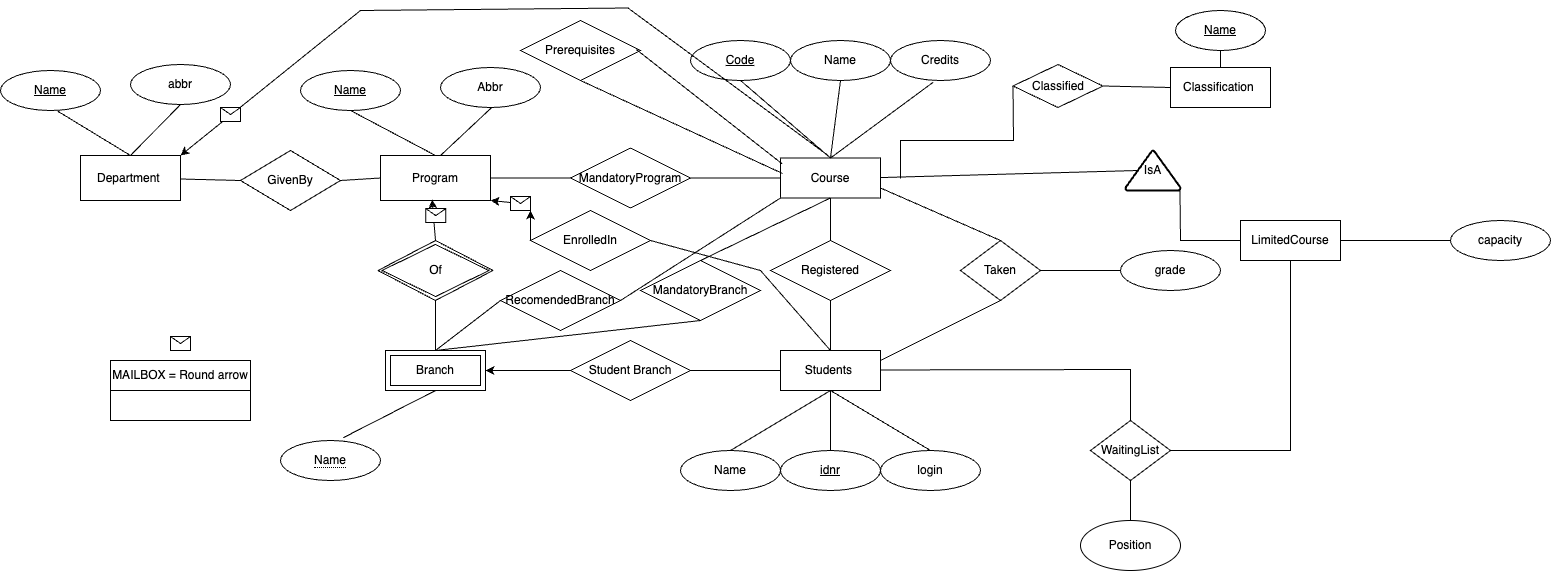 Name
Prerequisites
Code
Name
Credits
Name
abbr
Name
Abbr
Classified
Classification
Department
GivenBy
Program
MandatoryProgram
Course
IsA
EnrolledIn
LimitedCourse
capacity
Of
Registered
Taken
grade
RecomendedBranch
MandatoryBranch
MAILBOX = Round arrow
Branch
Student Branch
Students
Name
Name
idnr
login
WaitingList
Position